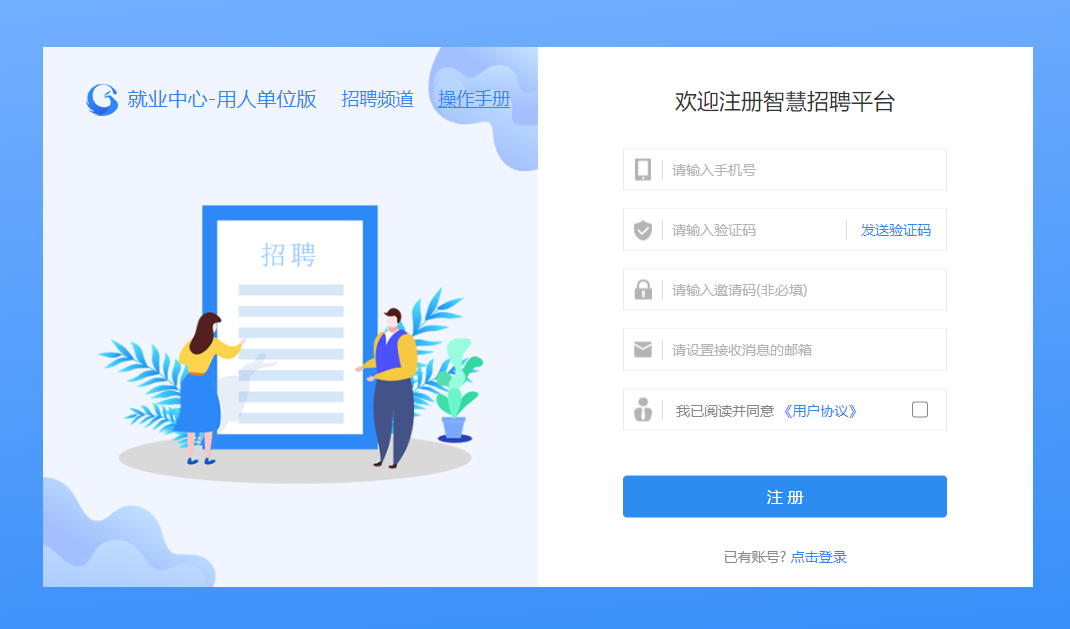 就业中心-用人单位版 招聘频道 操作手册
招聘
欢迎注册智慧招聘平台
请输入手机号
请输入验证码 发送验证码
请输入邀请码(非必填)
请设置接收消息的邮箱
我已阅读并同意《用户协议》
注 册
已有账号? 点击登录